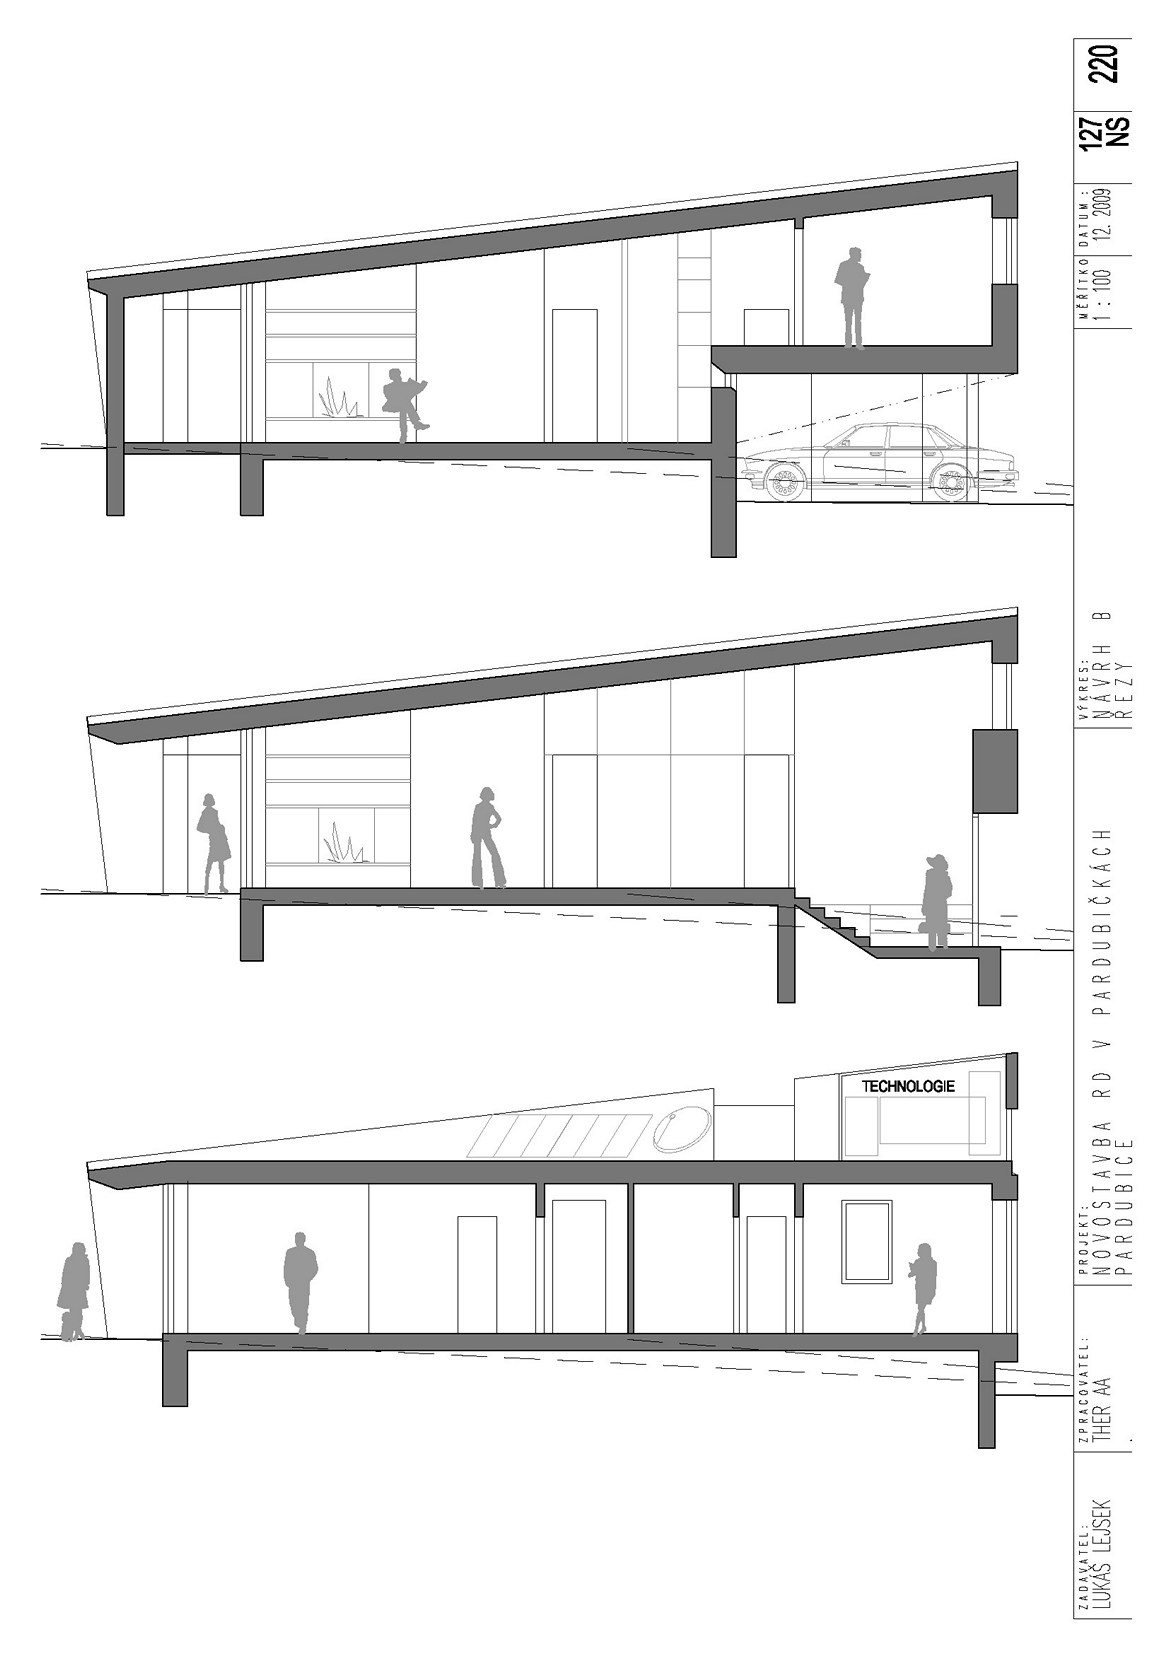 TECHNOLOGIE
ZADAVATEL:
LUKÁŠ LEJSEK
ZPRACOVATEL:
THER AA
.
PROJEKT:
NOVOSTAVBA RD V PARDUBIČKÁCH
PARDUBICE
VÝKRES:
NÁVRH B
ŘEZY
MĚŘÍTKO
1 : 100
DATUM :
12. 2009
127
NS
220